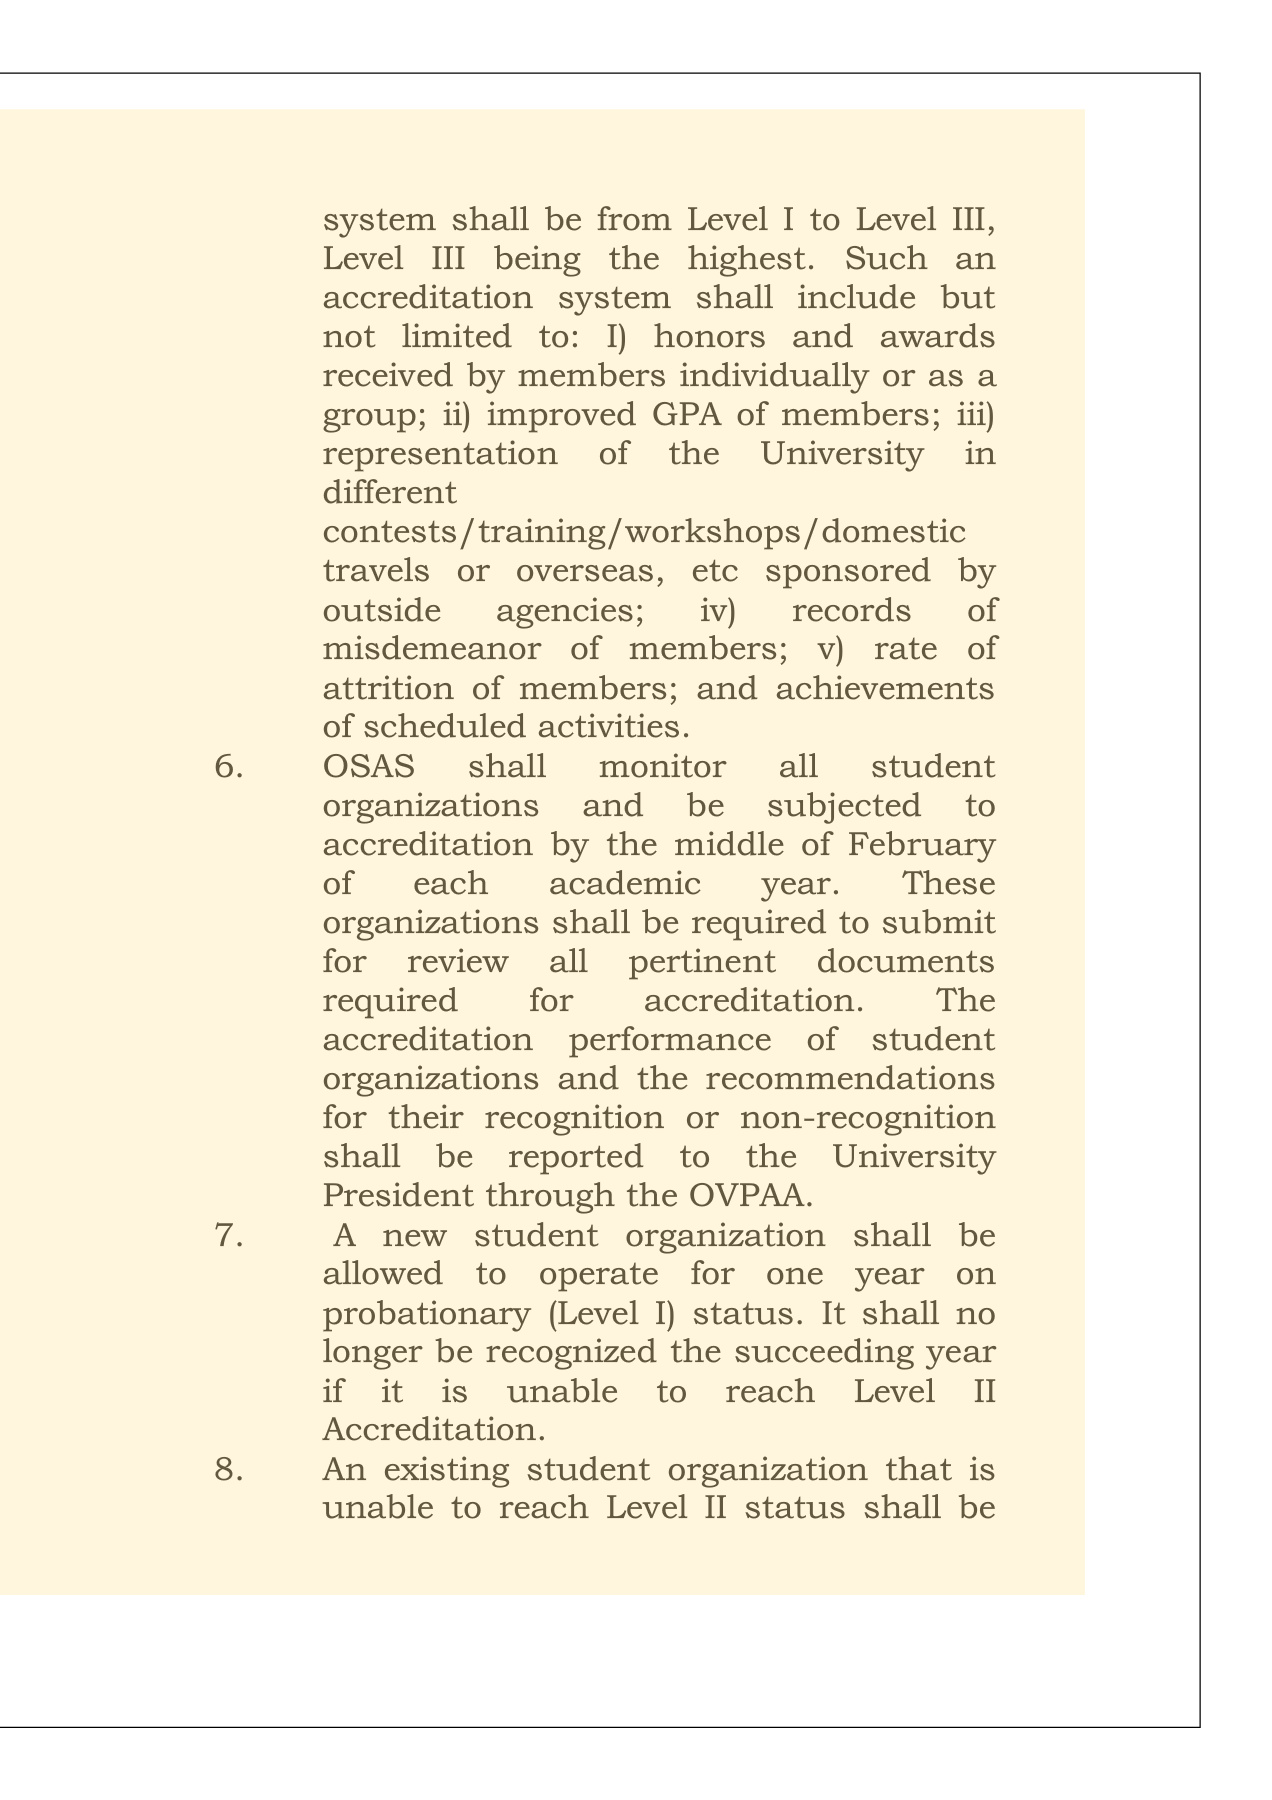 system shall be from Level I to Level III,
Level III being the highest. Such an
accreditation system shall include but
not limited to: I) honors and awards
received by members individually or as a
group; ii) improved GPA of members; iii)
representation of the University in
different
contests/training/workshops/domestic
travels or overseas, etc sponsored by
outside agencies; iv) records of
misdemeanor of members; v) rate of
attrition of members; and achievements
of scheduled activities.
6. OSAS shall monitor all student
organizations and be subjected to
accreditation by the middle of February
of each academic year. These
organizations shall be required to submit
for review all pertinent documents
required for accreditation. The
accreditation performance of student
organizations and the recommendations
for their recognition or non-recognition
shall be reported to the University
President through the OVPAA.
7. A new student organization shall be
allowed to operate for one year on
probationary (Level I) status. It shall no
longer be recognized the succeeding year
if it is unable to reach Level II
Accreditation.
8. An existing student organization that is
unable to reach Level II status shall be